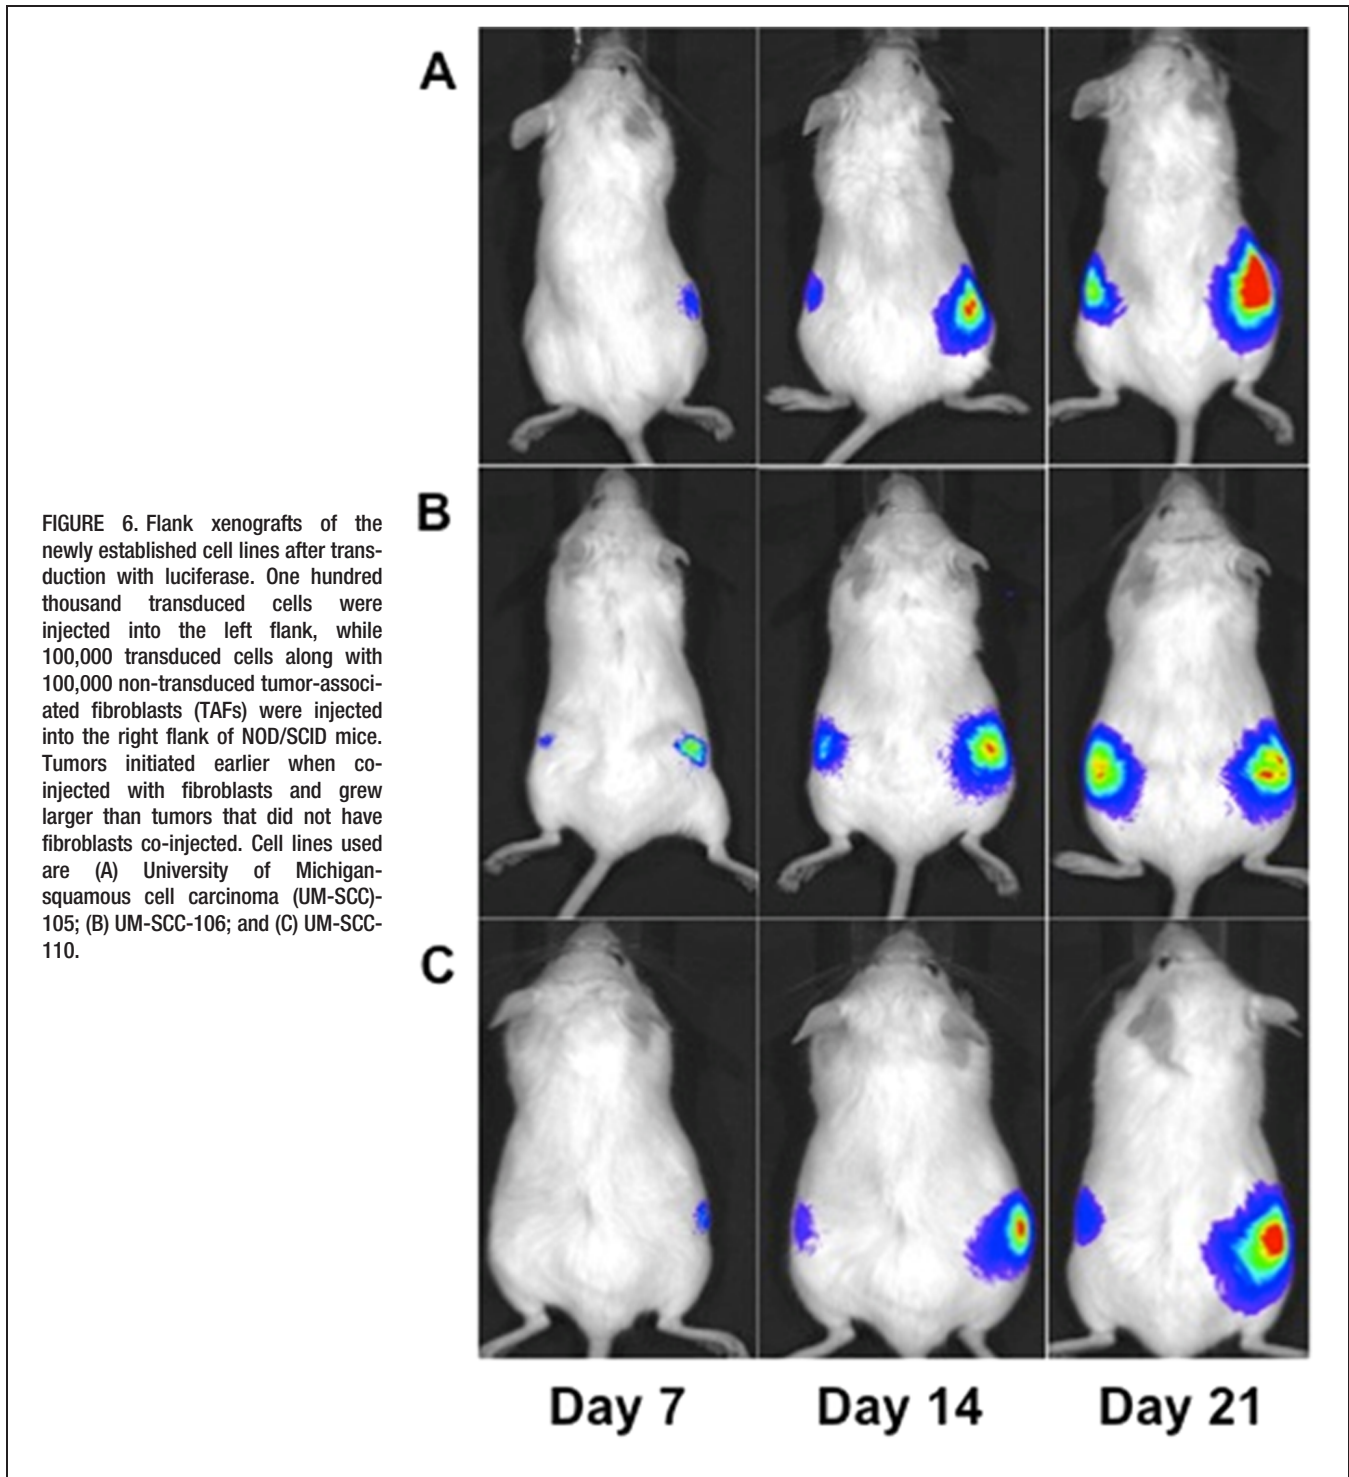 A
B
FIGURE 6. Flank xenografts of the
newly established cell lines after trans-
duction with luciferase. One hundred
thousand transduced cells were
injected into the left flank, while
100,000 transduced cells along with
100,000 non-transduced tumor-associ-
ated fibroblasts (TAFs) were injected
into the right flank of NOD/SCID mice.
Tumors initiated earlier when co-
injected with fibroblasts and grew
larger than tumors that did not have
fibroblasts co-injected. Cell lines used
are (A) University of Michigan-
squamous cell carcinoma (UM-SCC)-
105; (B) UM-SCC-106; and (C) UM-SCC-
110.
C
Day 7 Day 14 Day 21